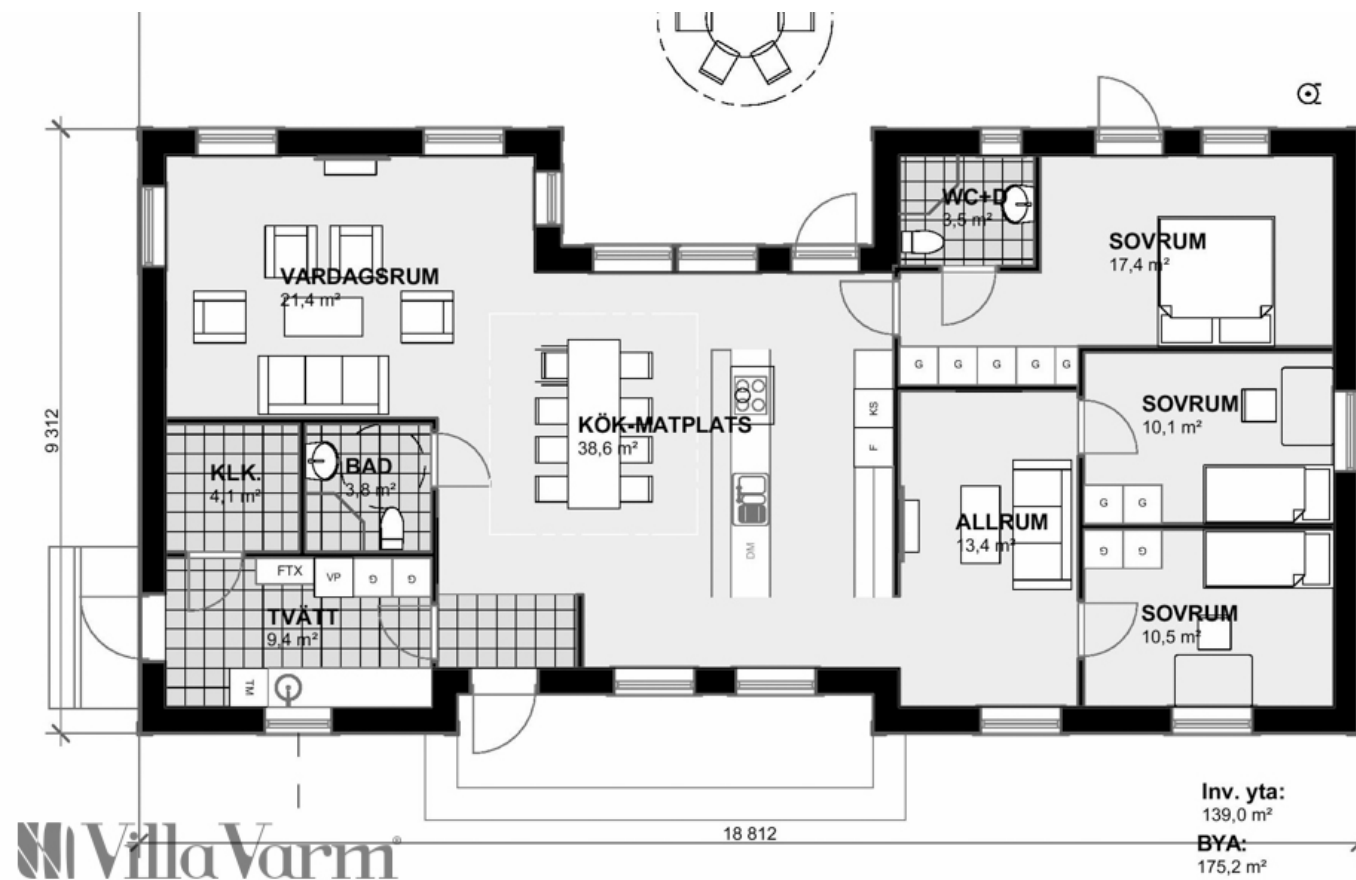 WC+D
3,5 m²
SOVRUM
17,4 m²
VARDAGSRUM
21,4 m²
G G G G G
KÖK-MATPLATS
38,6 m²
KS
F
DM
SOVRUM
10,1 m²
G G
9 312
KLK.
4,1 m²
BAD
3,8 m²
ALLRUM
13,4 m²
G G
FTX
VP
G G
TVÄTT
9,4 m²
TM
SOVRUM
10,5 m²
Inv. yta:
139,0 m²
BYA:
175,2 m²
18 812
Villa Varm®